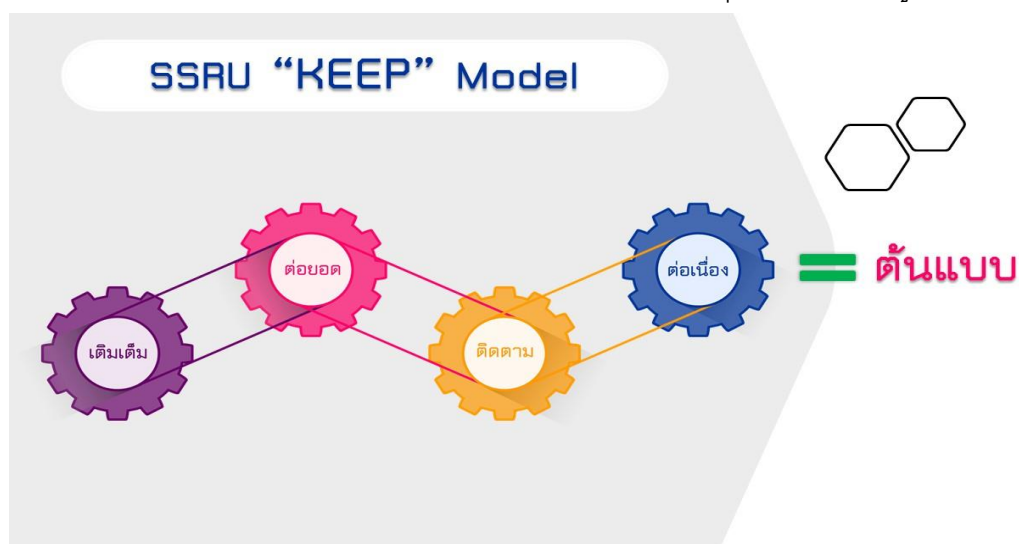 SSRU “KEEP” Model
เติมเต็ม
ต่อยอด
ติดตาม
ต่อเนื่อง
= ต้นแบบ